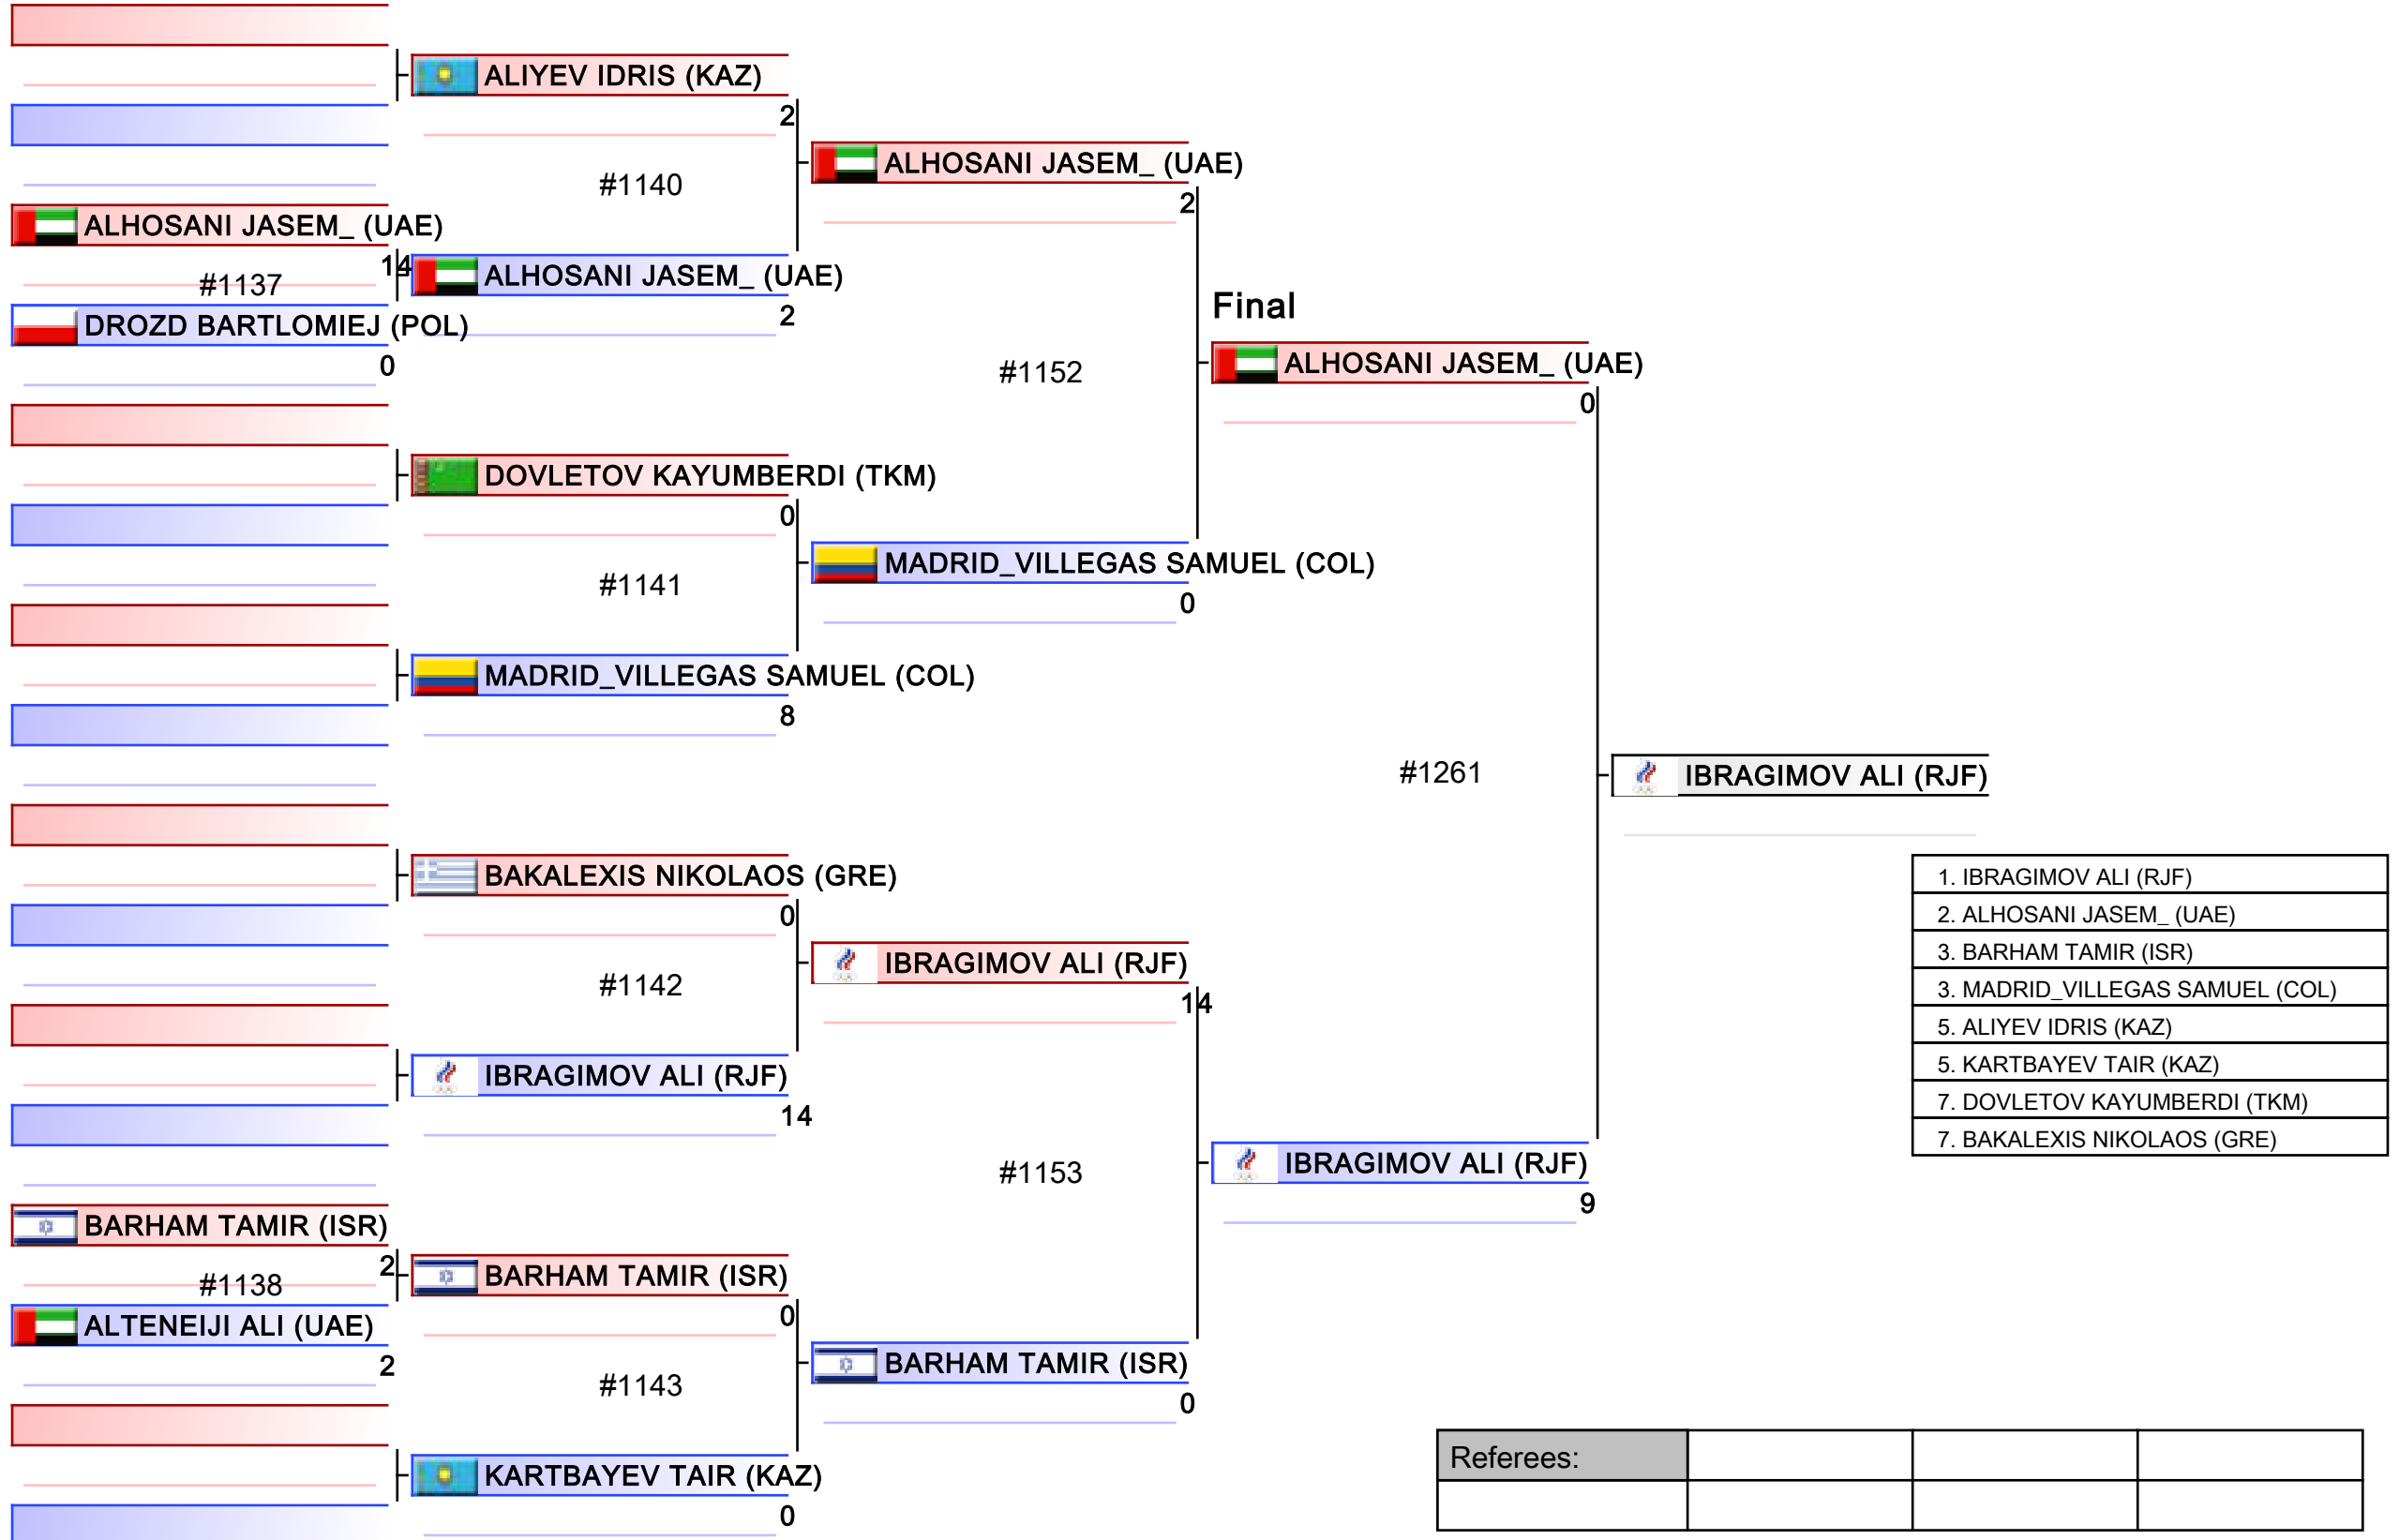 ALIYEV IDRIS (KAZ)
2
#1140
ALHOSANI JASEM_ (UAE)
14
#1137
DROZD BARTLOMIEJ (POL)
0
ALHOSANI JASEM_ (UAE)
2
ALHOSANI JASEM_ (UAE)
2
#1152
Final
ALHOSANI JASEM_ (UAE)
0
DOVLETOV KAYUMBERDI (TKM)
0
#1141
MADRID_VILLEGAS SAMUEL (COL)
0
MADRID_VILLEGAS SAMUEL (COL)
8
#1261
IBRAGIMOV ALI (RJF)
BAKALEXIS NIKOLAOS (GRE)
0
#1142
IBRAGIMOV ALI (RJF)
14
IBRAGIMOV ALI (RJF)
14
#1153
IBRAGIMOV ALI (RJF)
9
BARHAM TAMIR (ISR)
2
#1138
ALTENEIJI ALI (UAE)
2
BARHAM TAMIR (ISR)
0
#1143
BARHAM TAMIR (ISR)
0
KARTBAYEV TAIR (KAZ)
0
1. IBRAGIMOV ALI (RJF)
2. ALHOSANI JASEM_ (UAE)
3. BARHAM TAMIR (ISR)
3. MADRID_VILLEGAS SAMUEL (COL)
5. ALIYEV IDRIS (KAZ)
5. KARTBAYEV TAIR (KAZ)
7. DOVLETOV KAYUMBERDI (TKM)
7. BAKALEXIS NIKOLAOS (GRE)
Referees: